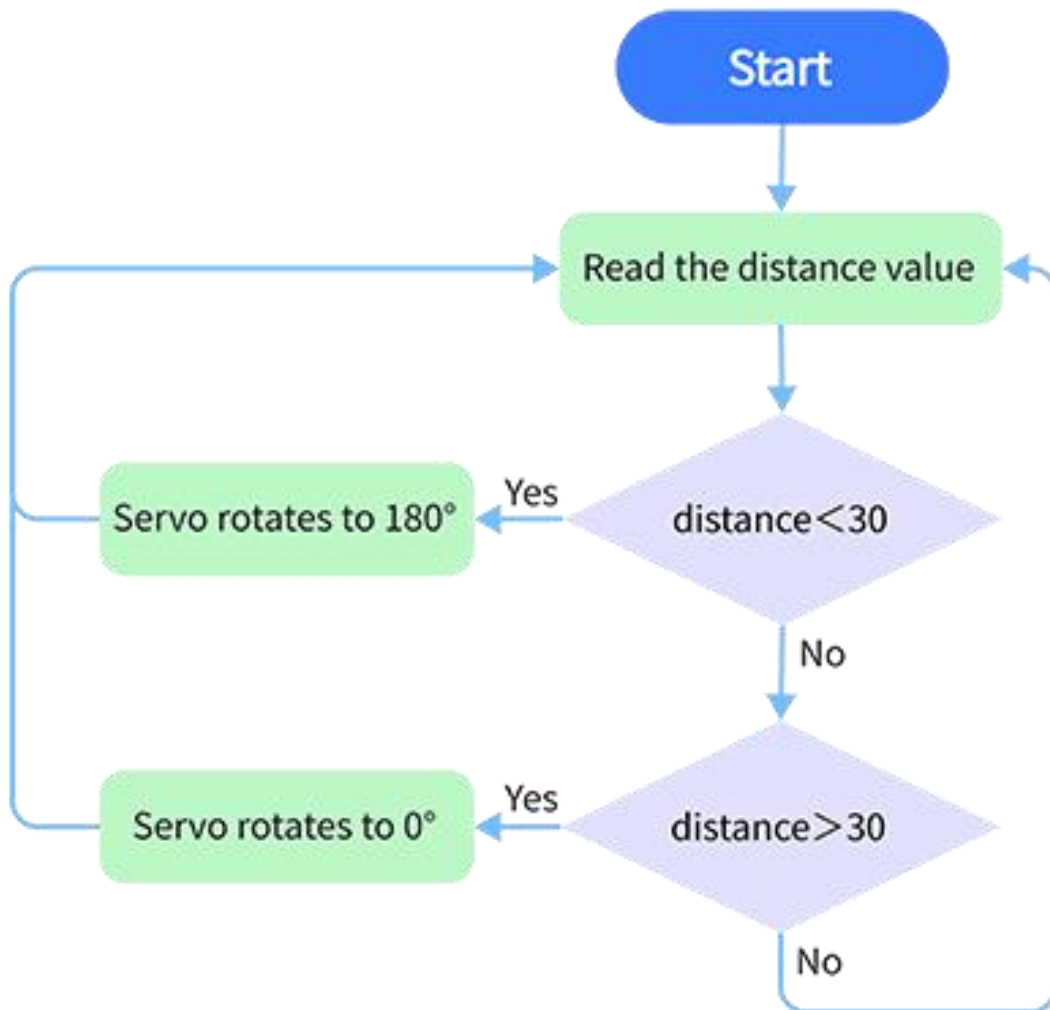 Start
Read the distance value
Yes
Servo rotates to 180°
distance＜30
No
Yes
Servo rotates to 0°
distance＞30
No